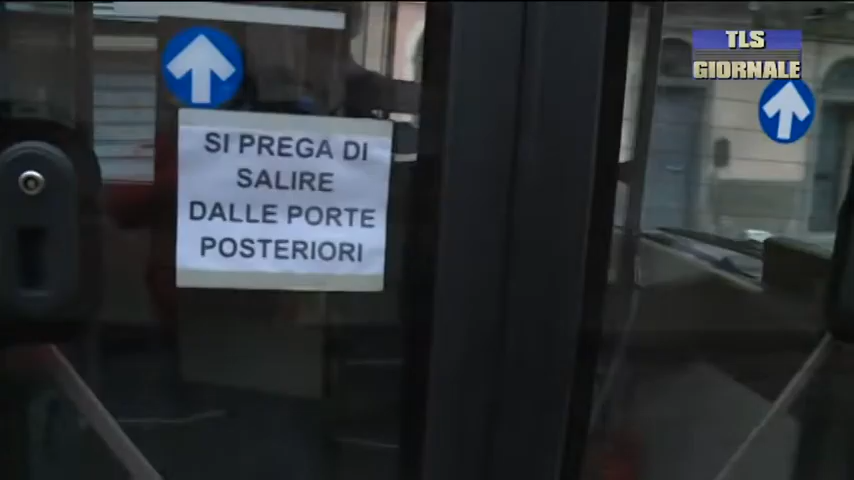 TLS
GIORNALE
SI PREGA DI
SALIRE
DALLE PORTE
POSTERIORI